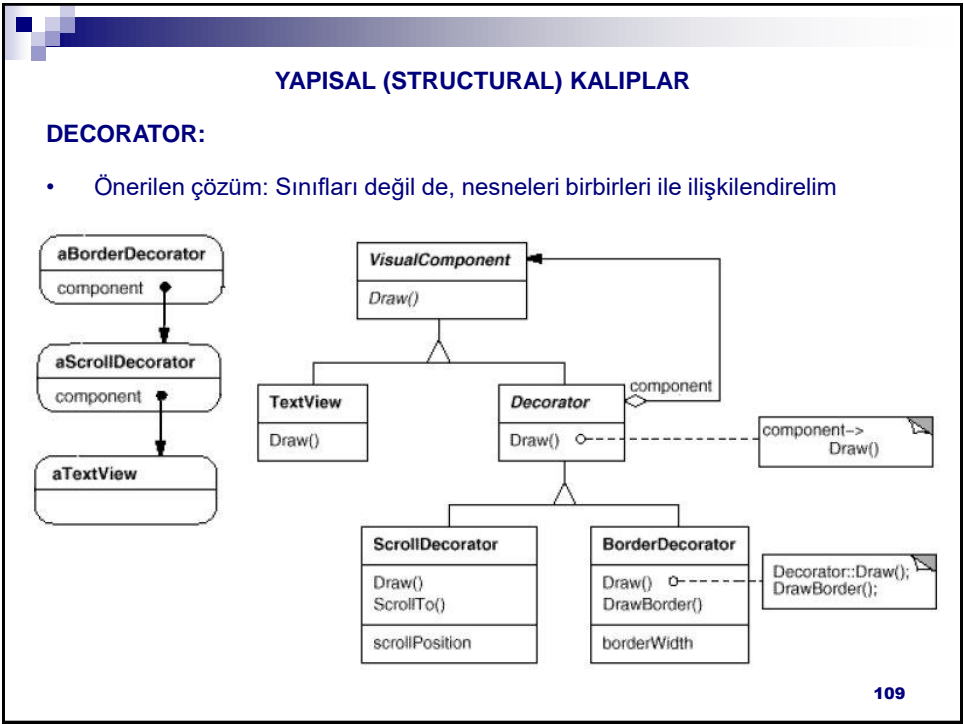 YAPISAL (STRUCTURAL) KALIPLAR
DECORATOR:
• Önerilen çözüm: Sınıfları değil de, nesneleri birbirleri ile ilişkilendirelim
aBorderDecorator
component
aScrollDecorator
component
aTextView
VisualComponent
Draw()
TextView
Draw()
Decorator
Draw()
component
component–>
Draw()
ScrollDecorator
Draw()
ScrollTo()
scrollPosition
BorderDecorator
Draw()
DrawBorder()
borderWidth
Decorator::Draw();
DrawBorder();
109